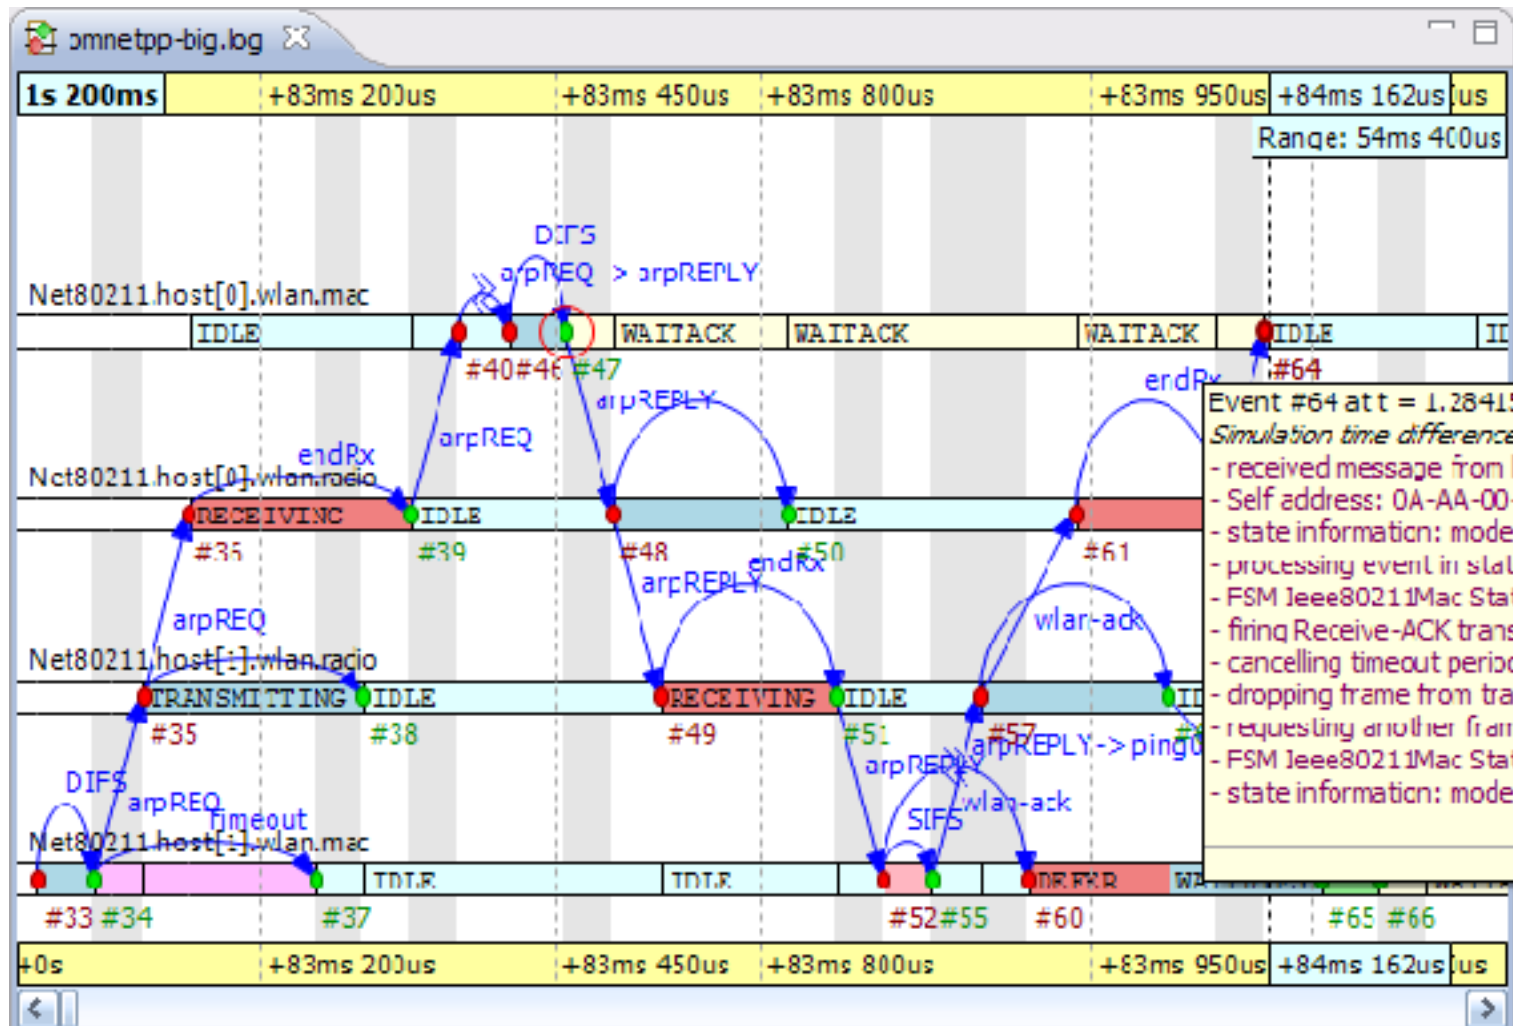 omnetpp-big.log
1s 200ms +83ms 200us +83ms 450us +83ms 800us +83ms 950us +84ms 162us us
Range: 54ms 400us
DIFS
arpREQ -> arpREPLY
Net80211.host[0].wlan.mac
IDLE WAITACK WAITACK WAITACK IDLE
#40 #46 #47 #64
endRx
arpREPLY
arpREQ
endRx
Net80211.host[0].wlan.radio
RECEIVING IDLE IDLE
#36 #39 #48 #50 #61
endRx
arpREPLY
arpREQ
wlan-ack
Net80211.host[1].wlan.radio
TRANSMITTING IDLE RECEIVING IDLE
#35 #38 #49 #51 #57
arpREPLY->ping0
arpREPLY
DIFS
arpREQ
wlan-ack
Timeout
SIFS
Net80211.host[1].wlan.mac
IDLE IDLE DEFER
#33 #34 #37 #52 #55 #60 #65 #66
Event #64 at t = 1.28415
Simulation time difference
- received message from
- Self address: 0A-AA-00-
- state information: mode
- processing event in stat
- FSM Ieee80211Mac Stat
- firing Receive-ACK trans
- cancelling timeout perio
- dropping frame from tra
- requesting another fram
- FSM Ieee80211Mac Stat
- state information: mode
+0s +83ms 200us +83ms 450us +83ms 800us +83ms 950us +84ms 162us us